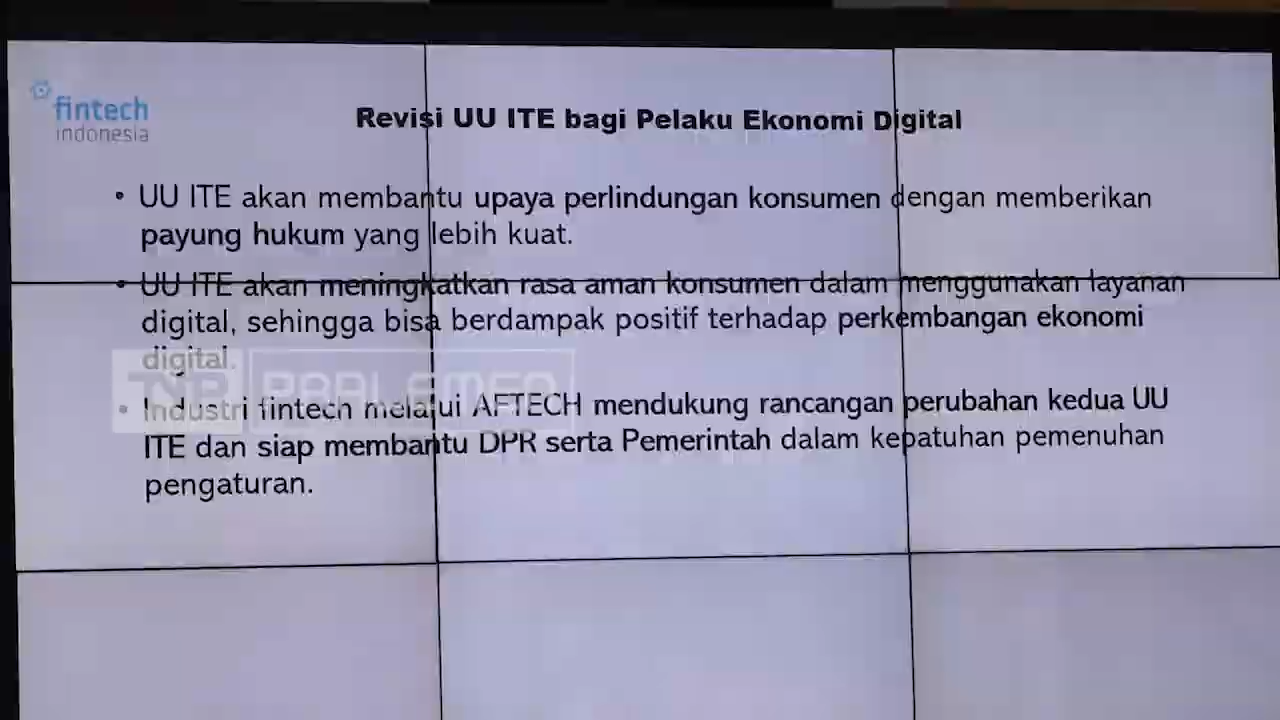 fintech
indonesia
Revisi UU ITE bagi Pelaku Ekonomi Digital
• UU ITE akan membantu upaya perlindungan konsumen dengan memberikan
payung hukum yang lebih kuat.
• UU ITE akan meningkatkan rasa aman konsumen dalam menggunakan layanan
digital, sehingga bisa berdampak positif terhadap perkembangan ekonomi
digital.
TVR PARLEMEN
• Industri fintech melalui AFTECH mendukung rancangan perubahan kedua UU
ITE dan siap membantu DPR serta Pemerintah dalam kepatuhan pemenuhan
pengaturan.